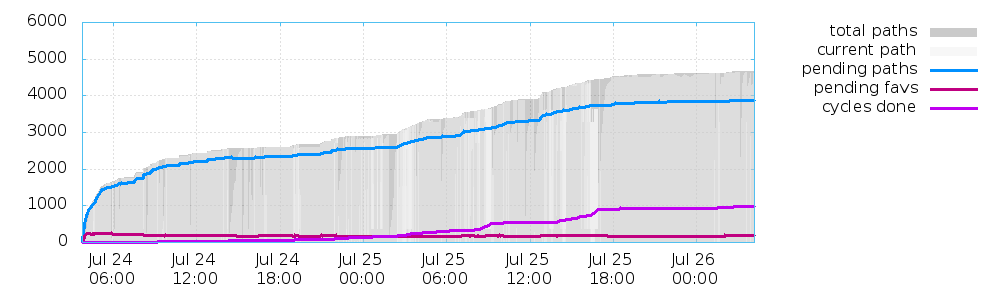 6000
5000
4000
3000
2000
1000
0
Jul 24 Jul 24 Jul 24 Jul 25 Jul 25 Jul 25 Jul 25 Jul 26
06:00 12:00 18:00 00:00 06:00 12:00 18:00 00:00
total paths
current path
pending paths
pending favs
cycles done